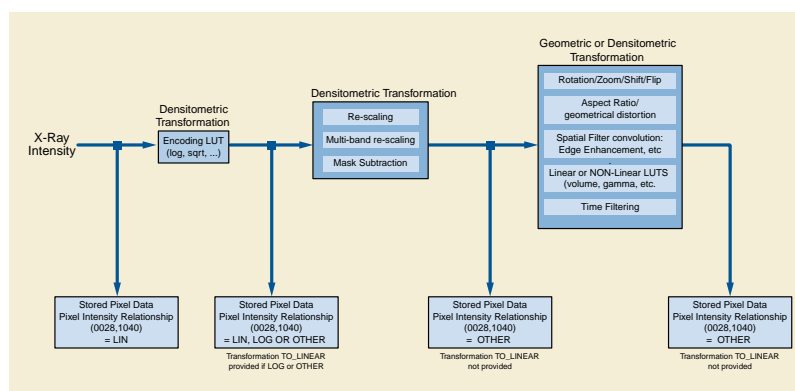 Geometric or Densitometric
Transformation
Rotation/Zoom/Shift/Flip
Aspect Ratio/
geometrical distortion
Spatial Filter convolution:
Edge Enhancement, etc
.
Linear or NON-Linear LUTS
(volume, gamma, etc.
Time Filtering
Densitometric Transformation
Re-scaling
Multi-band re-scaling
Mask Subtraction
Densitometric
Transformation
Encoding LUT
(log, sqrt, ...)
X-Ray
Intensity
Stored Pixel Data
Pixel Intensity Relationship
(0028,1040)
= LIN
Stored Pixel Data
Pixel Intensity Relationship
(0028,1040)
= LIN, LOG OR OTHER
Transformation TO_LINEAR
provided if LOG or OTHER
Stored Pixel Data
Pixel Intensity Relationship
(0028,1040)
= OTHER
Transformation TO_LINEAR
not provided
Stored Pixel Data
Pixel Intensity Relationship
(0028,1040)
= OTHER
Transformation TO_LINEAR
not provided